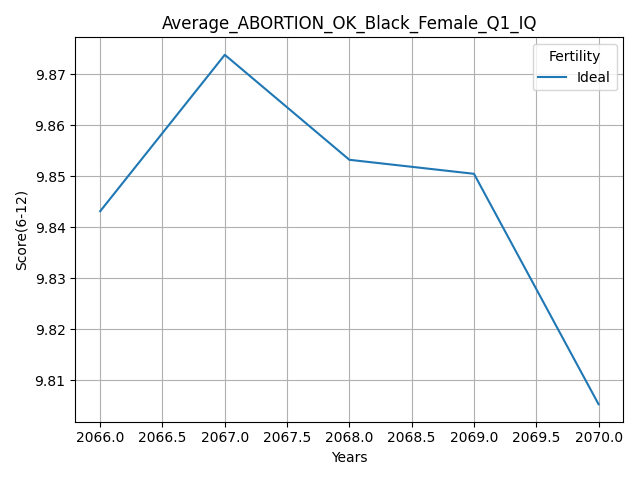 Average_ABORTION_OK_Black_Female_Q1_IQ
Fertility
Ideal
Score(6-12)
9.87
9.86
9.85
9.84
9.83
9.82
9.81
2066.0 2066.5 2067.0 2067.5 2068.0 2068.5 2069.0 2069.5 2070.0
Years